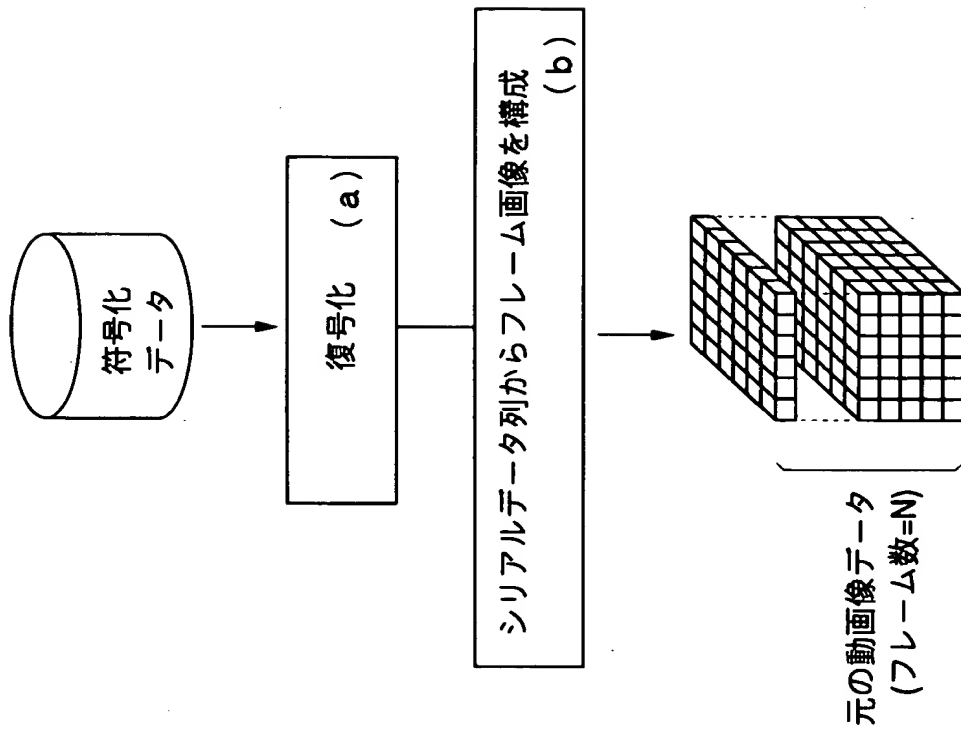 符号化
データ
復号化
(a)
シリアルデータ列からフレーム画像を構成
(b)
元の動画像データ
(フレーム数=N)